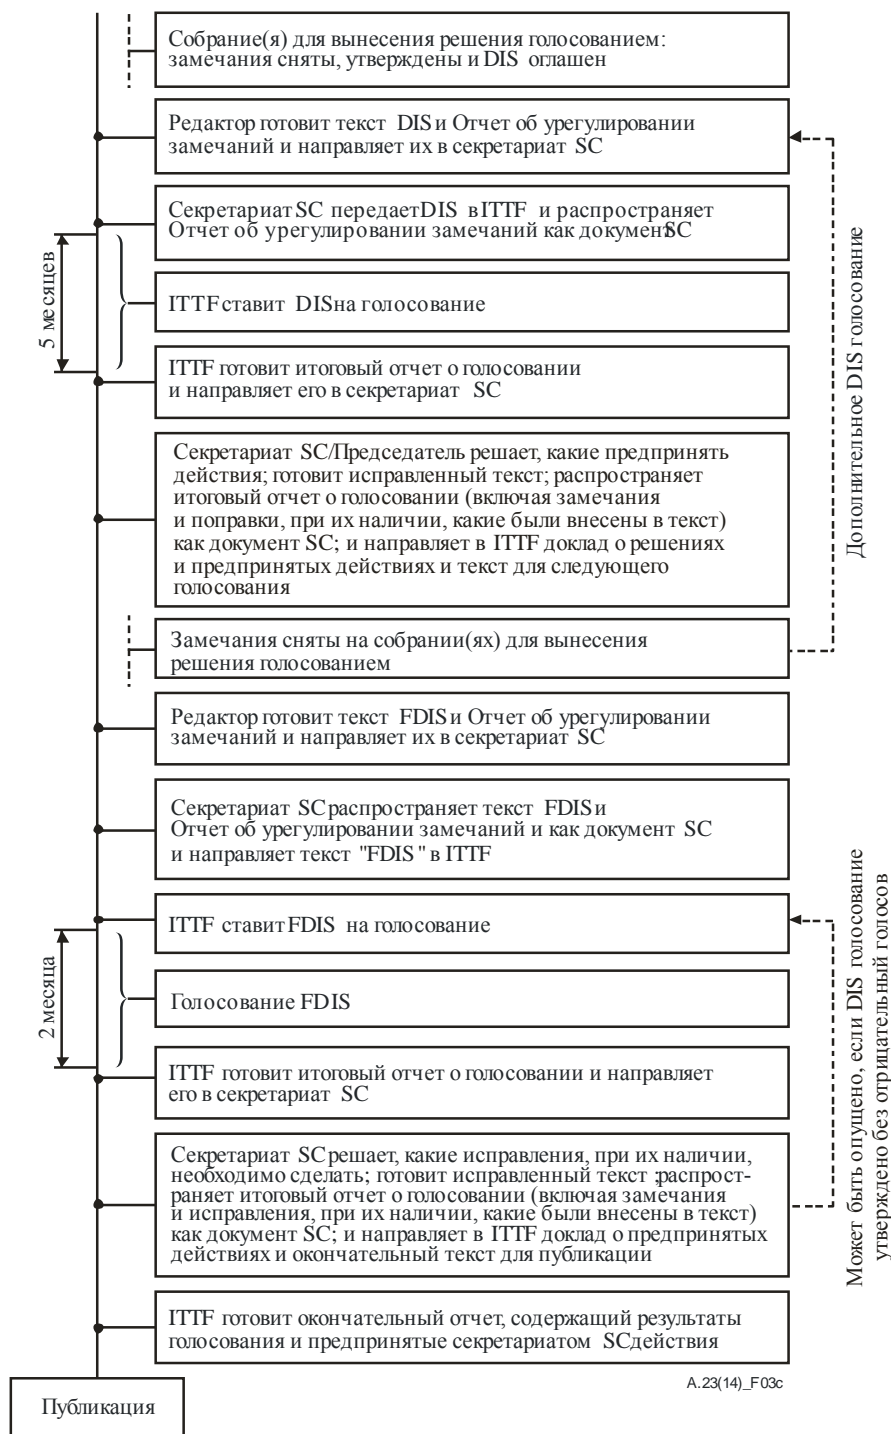 Собрание(я) для вынесения решения голосованием:
замечания сняты, утверждены и DIS оглашен
Редактор готовит текст DIS и Отчет об урегулировании
замечаний и направляет их в секретариат SC
Секретариат SC передает DIS в ITTF и распространяет
Отчет об урегулировании замечаний как документ SC
5 месяцев
ITTF ставит DIS на голосование
ITTF готовит итоговый отчет о голосовании
и направляет его в секретариат SC
Секретариат SC/Председатель решает, какие предпринять
действия; готовит исправленный текст; распространяет
итоговый отчет о голосовании (включая замечания
и поправки, при их наличии, какие были внесены в текст)
как документ SC; и направляет в ITTF доклад о решениях
и предпринятых действиях и текст для следующего
голосования
Дополнительное DIS голосование
Замечания сняты на собрании(ях) для вынесения
решения голосованием
Редактор готовит текст FDIS и Отчет об урегулировании
замечаний и направляет их в секретариат SC
Секретариат SC распространяет текст FDIS и
Отчет об урегулировании замечаний и как документ SC
и направляет текст "FDIS" в ITTF
ITTF ставит FDIS на голосование
2 месяца
Голосование FDIS
ITTF готовит итоговый отчет о голосовании и направляет
его в секретариат SC
Секретариат SC решает, какие исправления, при их наличии,
необходимо сделать; готовит исправленный текст ;распрост-
раняет итоговый отчет о голосовании (включая замечания
и исправления, при их наличии, какие были внесены в текст)
как документ SC; и направляет в ITTF доклад о предпринятых
действиях и окончательный текст для публикации
Может быть опущено, если DIS голосование
утверждено без отрицательный голосов
ITTF готовит окончательный отчет, содержащий результаты
голосования и предпринятые секретариатом SC действия
A.23(14)_F03c
Публикация